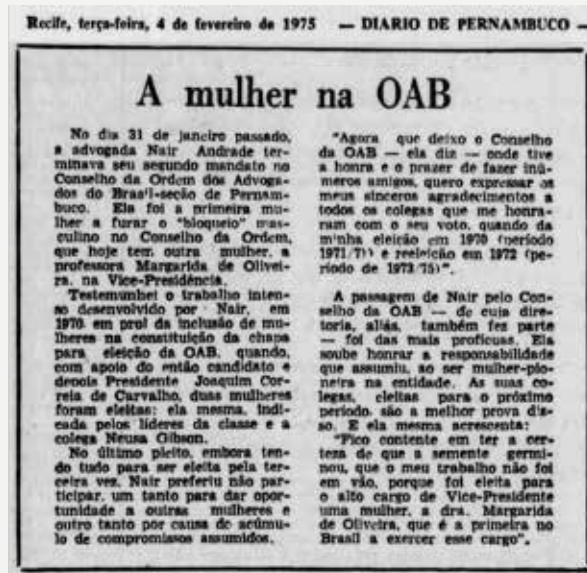 Recife, terça-feira, 4 de fevereiro de 1975 — DIARIO DE PERNAMBUCO —
A mulher na OAB
No dia 31 de janeiro passado,
a advogada Nair Andrade ter-
minava seu segundo mandato no
Conselho da Ordem dos Advoga-
dos do Brasil-seção de Pernam-
buco. Ela foi a primeira mu-
lher a furar o "bloqueio" mas-
culino no Conselho da Ordem,
que hoje tem outra mulher, a
professora Margarida de Olivei-
ra, na Vice-Presidência.
Testemunhei o trabalho inten-
so desenvolvido por Nair, em
1970, em prol da inclusão de mu-
lheres na constituição da chapa
para eleição da OAB, quando,
com apoio do então candidato e
depois Presidente Joaquim Cor-
reia de Carvalho, duas mulheres
foram eleitas: ela mesma, indi-
cada pelos líderes da classe e a
colega Neusa Gibson.
No último pleito, embora ten-
do tudo para ser eleita pela ter-
ceira vez, Nair preferiu não par-
ticipar, um tanto para dar opor-
tunidade a outras mulheres e
outro tanto por causa de acúmu-
lo de compromissos assumidos.
"Agora que deixo o Conselho
da OAB — ela diz — onde tive
a honra e o prazer de fazer inú-
meros amigos, quero expressar os
meus sinceros agradecimentos a
todos os colegas que me honra-
ram com o seu voto, quando da
minha eleição em 1970 (período
1971/71) e reeleição em 1972 (pe-
ríodo de 1973/75)".
A passagem de Nair pelo Con-
selho da OAB — de cuja dire-
toria, aliás, também fez parte
— foi das mais profícuas. Ela
soube honrar a responsabilidade
que assumiu, ao ser mulher-pio-
neira na entidade. As suas co-
legas, eleitas para o próximo
período, são a melhor prova dis-
so. E ela mesma acrescenta:
"Fico contente em ter a cer-
teza de que a semente germi-
nou, que o meu trabalho não foi
em vão, porque foi eleita para
o alto cargo de Vice-Presidente
uma mulher, a dra. Margarida
de Oliveira, que é a primeira no
Brasil a exercer esse cargo".